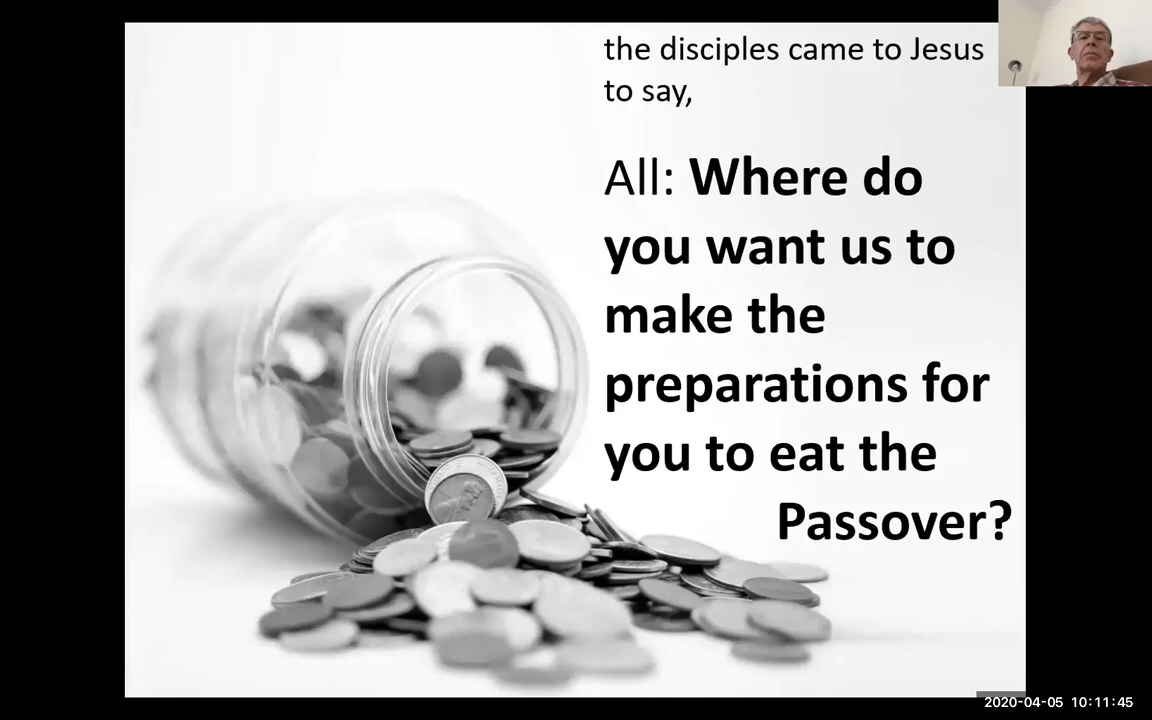 the disciples came to Jesus
to say,
All: Where do
you want us to
make the
preparations for
you to eat the
Passover?
2020-04-05 10:11:45